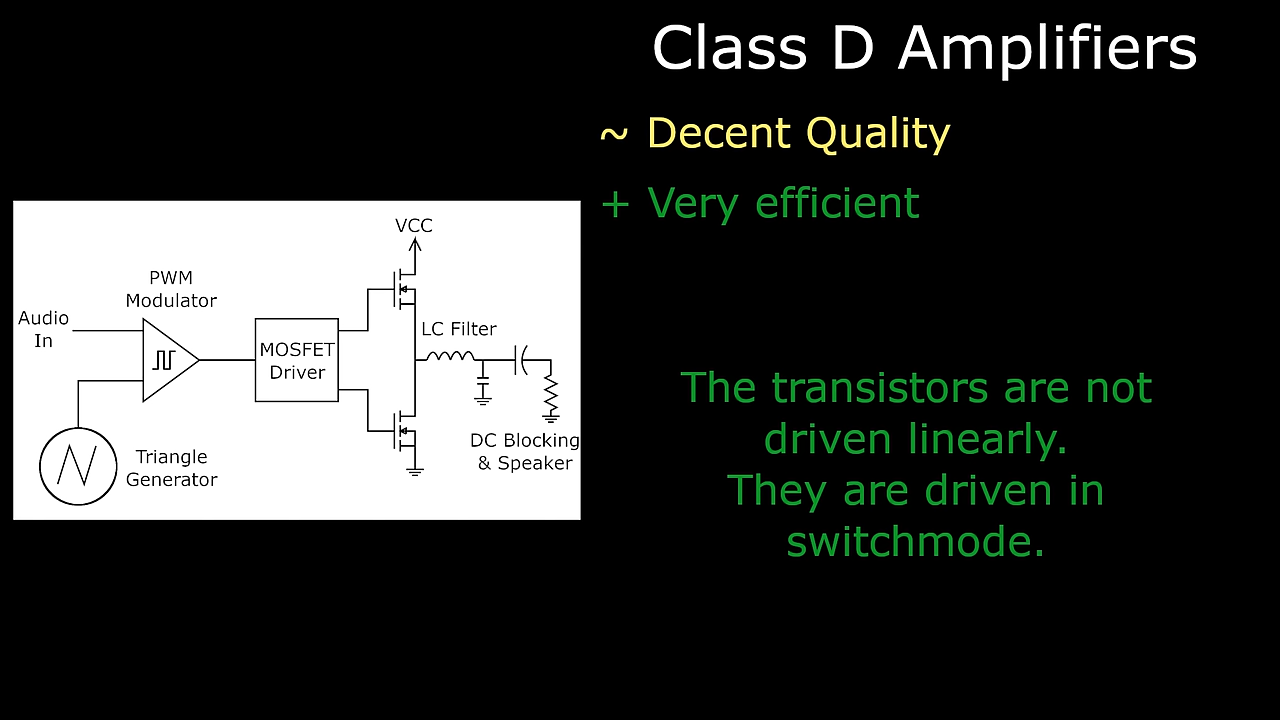 Class D Amplifiers
~ Decent Quality
+ Very efficient
VCC
PWM
Modulator
Audio
In
LC Filter
MOSFET
Driver
DC Blocking
& Speaker
Triangle
Generator
The transistors are not
driven linearly.
They are driven in
switchmode.